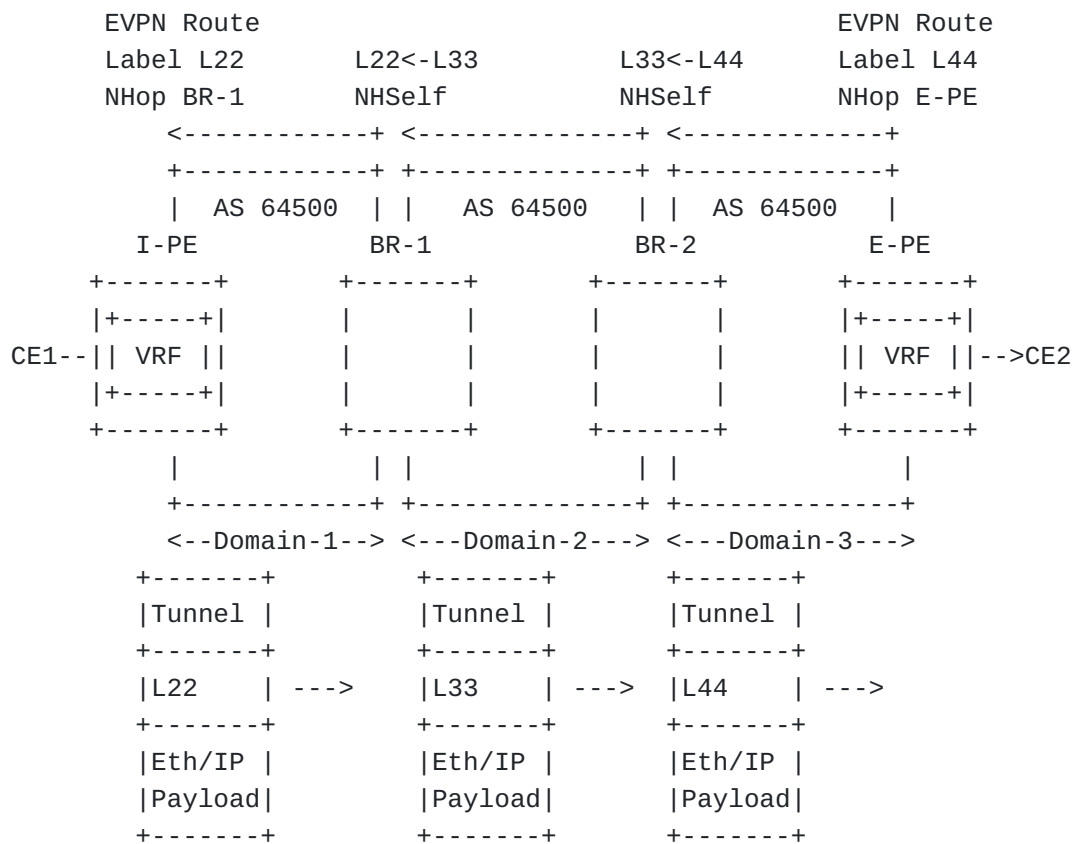 EVPN Route                                     EVPN Route
      Label L22       L22<-L33         L33<-L44      Label L44
      NHop BR-1       NHSelf           NHSelf        NHop E-PE
          <------------+ <--------------+ <-------------+
          +------------+ +--------------+ +-------------+
          |  AS 64500  | |   AS 64500   | |  AS 64500   |
        I-PE           BR-1             BR-2           E-PE
     +-------+       +-------+       +-------+       +-------+
     |+-----+|       |       |       |       |       |+-----+|
CE1--|| VRF ||       |       |       |       |       || VRF ||-->CE2
     |+-----+|       |       |       |       |       |+-----+|
     +-------+       +-------+       +-------+       +-------+
          |            | |              | |              |
          +------------+ +--------------+ +--------------+
          <--Domain-1--> <---Domain-2---> <---Domain-3--->
        +-------+         +-------+       +-------+
        |Tunnel |         |Tunnel |       |Tunnel |
        +-------+         +-------+       +-------+
        |L22    | --->    |L33    | --->  |L44    | --->
        +-------+         +-------+       +-------+
        |Eth/IP |         |Eth/IP |       |Eth/IP |
        |Payload|         |Payload|       |Payload|
        +-------+         +-------+       +-------+